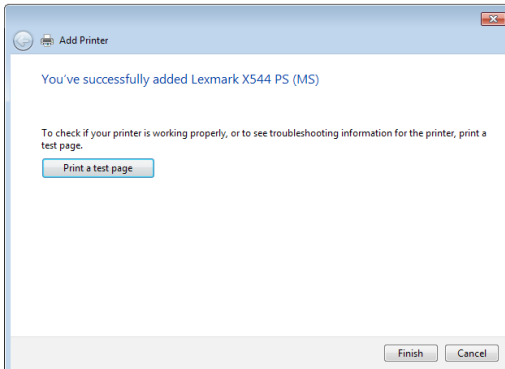 Add Printer
You've successfully added Lexmark X544 PS (MS)
To check if your printer is working properly, or to see troubleshooting information for the printer, print a
test page.
Print a test page
Finish Cancel